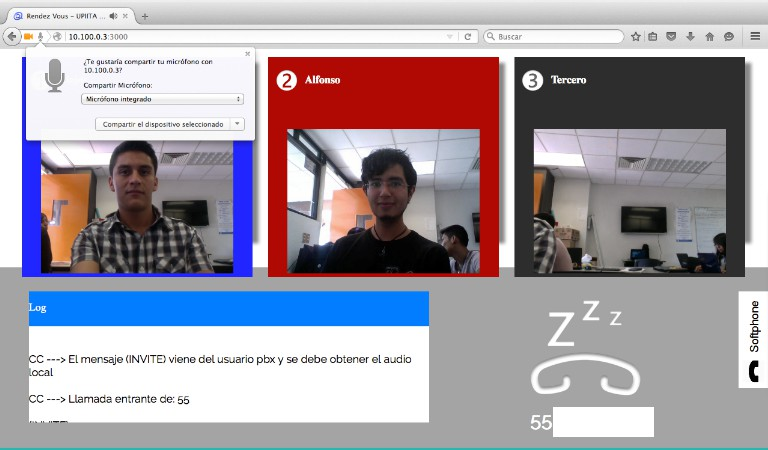 Rendez Vous – UPIITA ...
10.100.0.3:3000
Buscar
¿Te gustaría compartir tu micrófono con
10.100.0.3?
Compartir Micrófono:
Micrófono integrado
Compartir el dispositivo seleccionado
2 Alfonso
3 Tercero
Log
CC ---> El mensaje (INVITE) viene del usuario pbx y se debe obtener el audio
local
CC ---> Llamada entrante de: 55
Z z z
55
Softphone